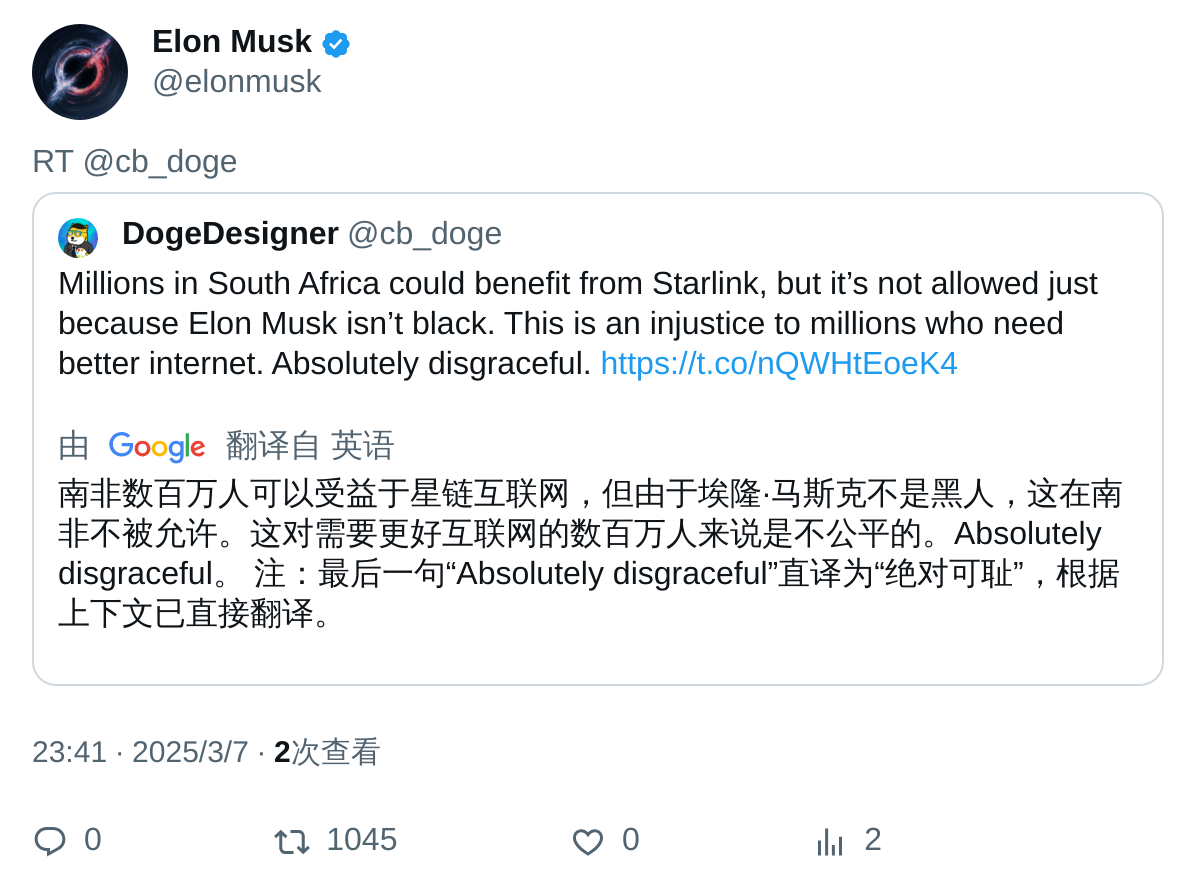 Elon Musk
@elonmusk
RT @cb_doge
DogeDesigner @cb_doge
Millions in South Africa could benefit from Starlink, but it’s not allowed just
because Elon Musk isn’t black. This is an injustice to millions who need
better internet. Absolutely disgraceful. https://t.co/nQWHtEoeK4
由 Google 翻译自 英语
南非数百万人可以受益于星链互联网，但由于埃隆·马斯克不是黑人，这在南
非不被允许。这对需要更好互联网的数百万人来说是不公平的。Absolutely
disgraceful。 注：最后一句“Absolutely disgraceful”直译为“绝对可耻”，根据
上下文已直接翻译。
23:41 · 2025/3/7 · 2次查看
0 1045 0 2